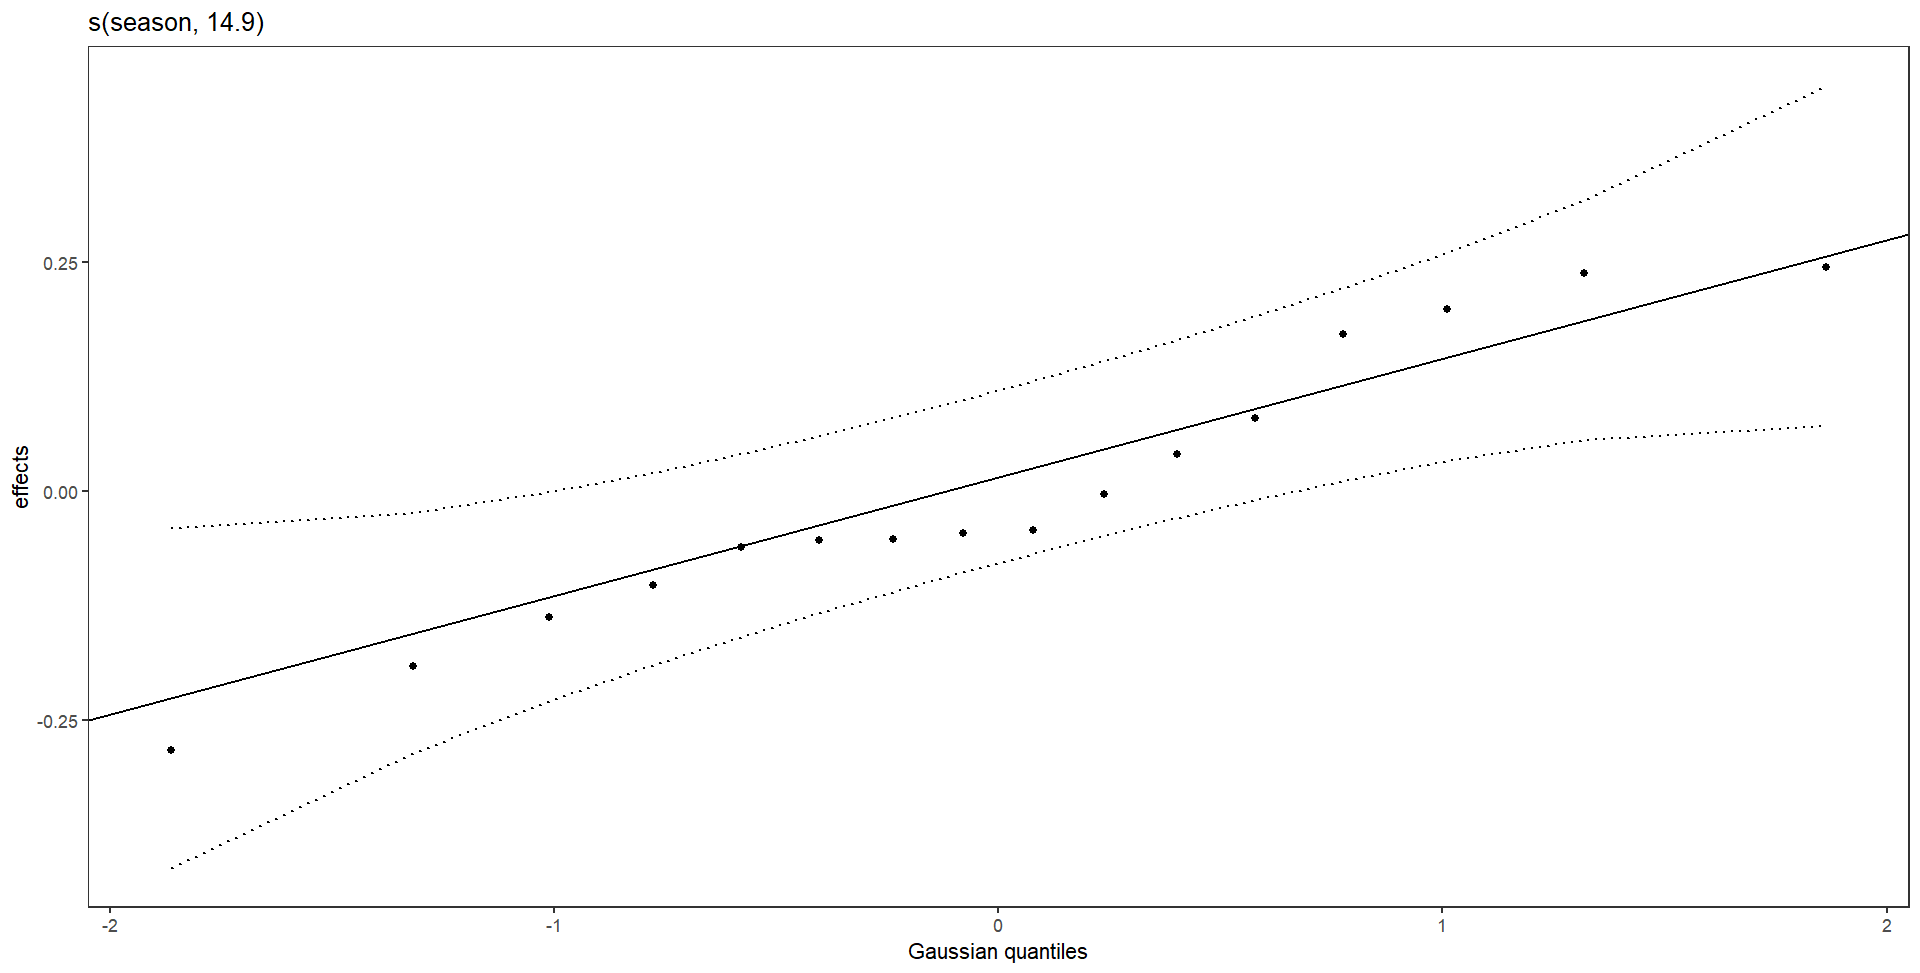 s(season, 14.9)
effects
0.25
0.00
-0.25
-2
-1
0
1
2
Gaussian quantiles